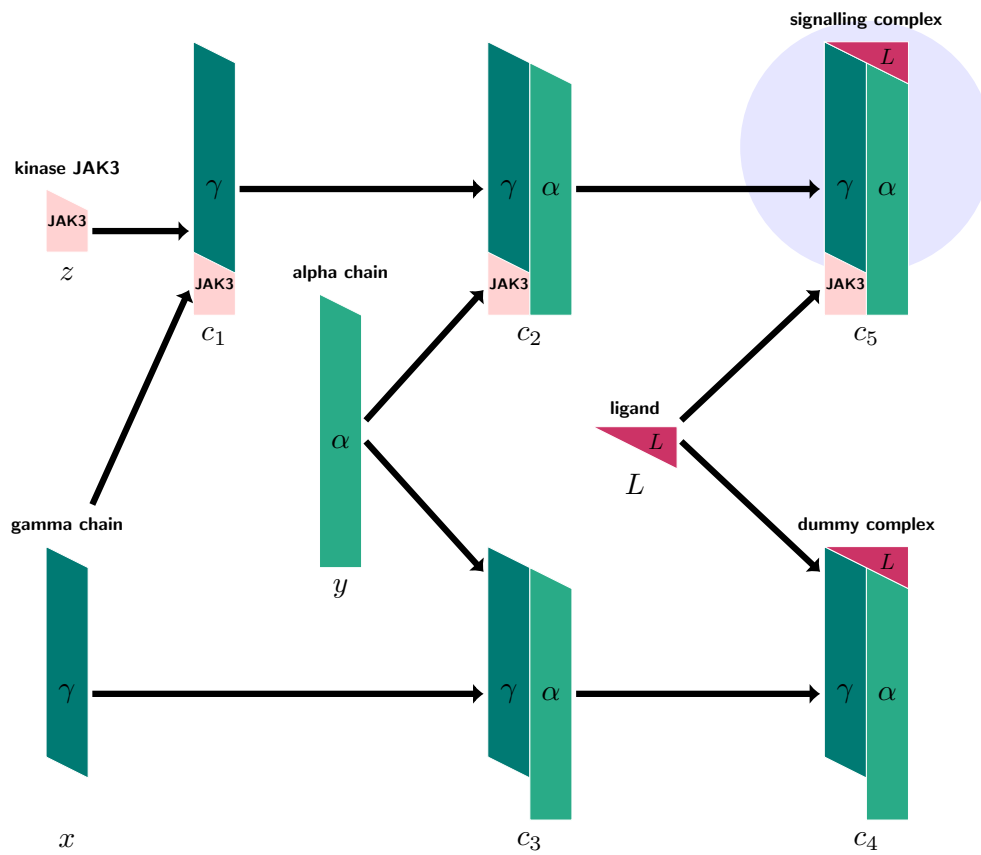 signalling complex
L
kinase JAK3
JAK3
z
γ
JAK3
c1
γ α
JAK3
c2
γ α
JAK3
c5
alpha chain
α
y
ligand
L
L
gamma chain
γ
x
γ α
c3
dummy complex
L
γ α
c4